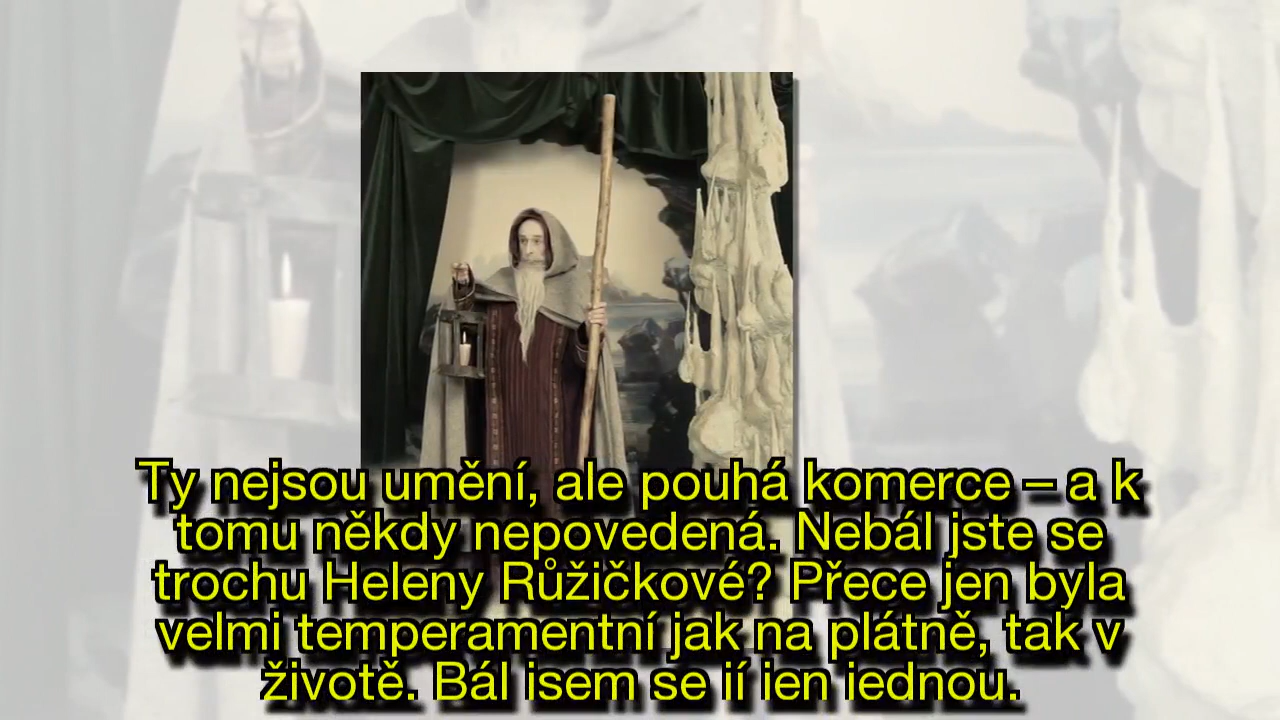 Ty nejsou umění, ale pouhá komerce – a k
tomu někdy nepovedená. Nebál jste se
trochu Heleny Růžičkové? Přece jen byla
velmi temperamentní jak na plátně, tak v
životě. Bál jsem se jí jen jednou.